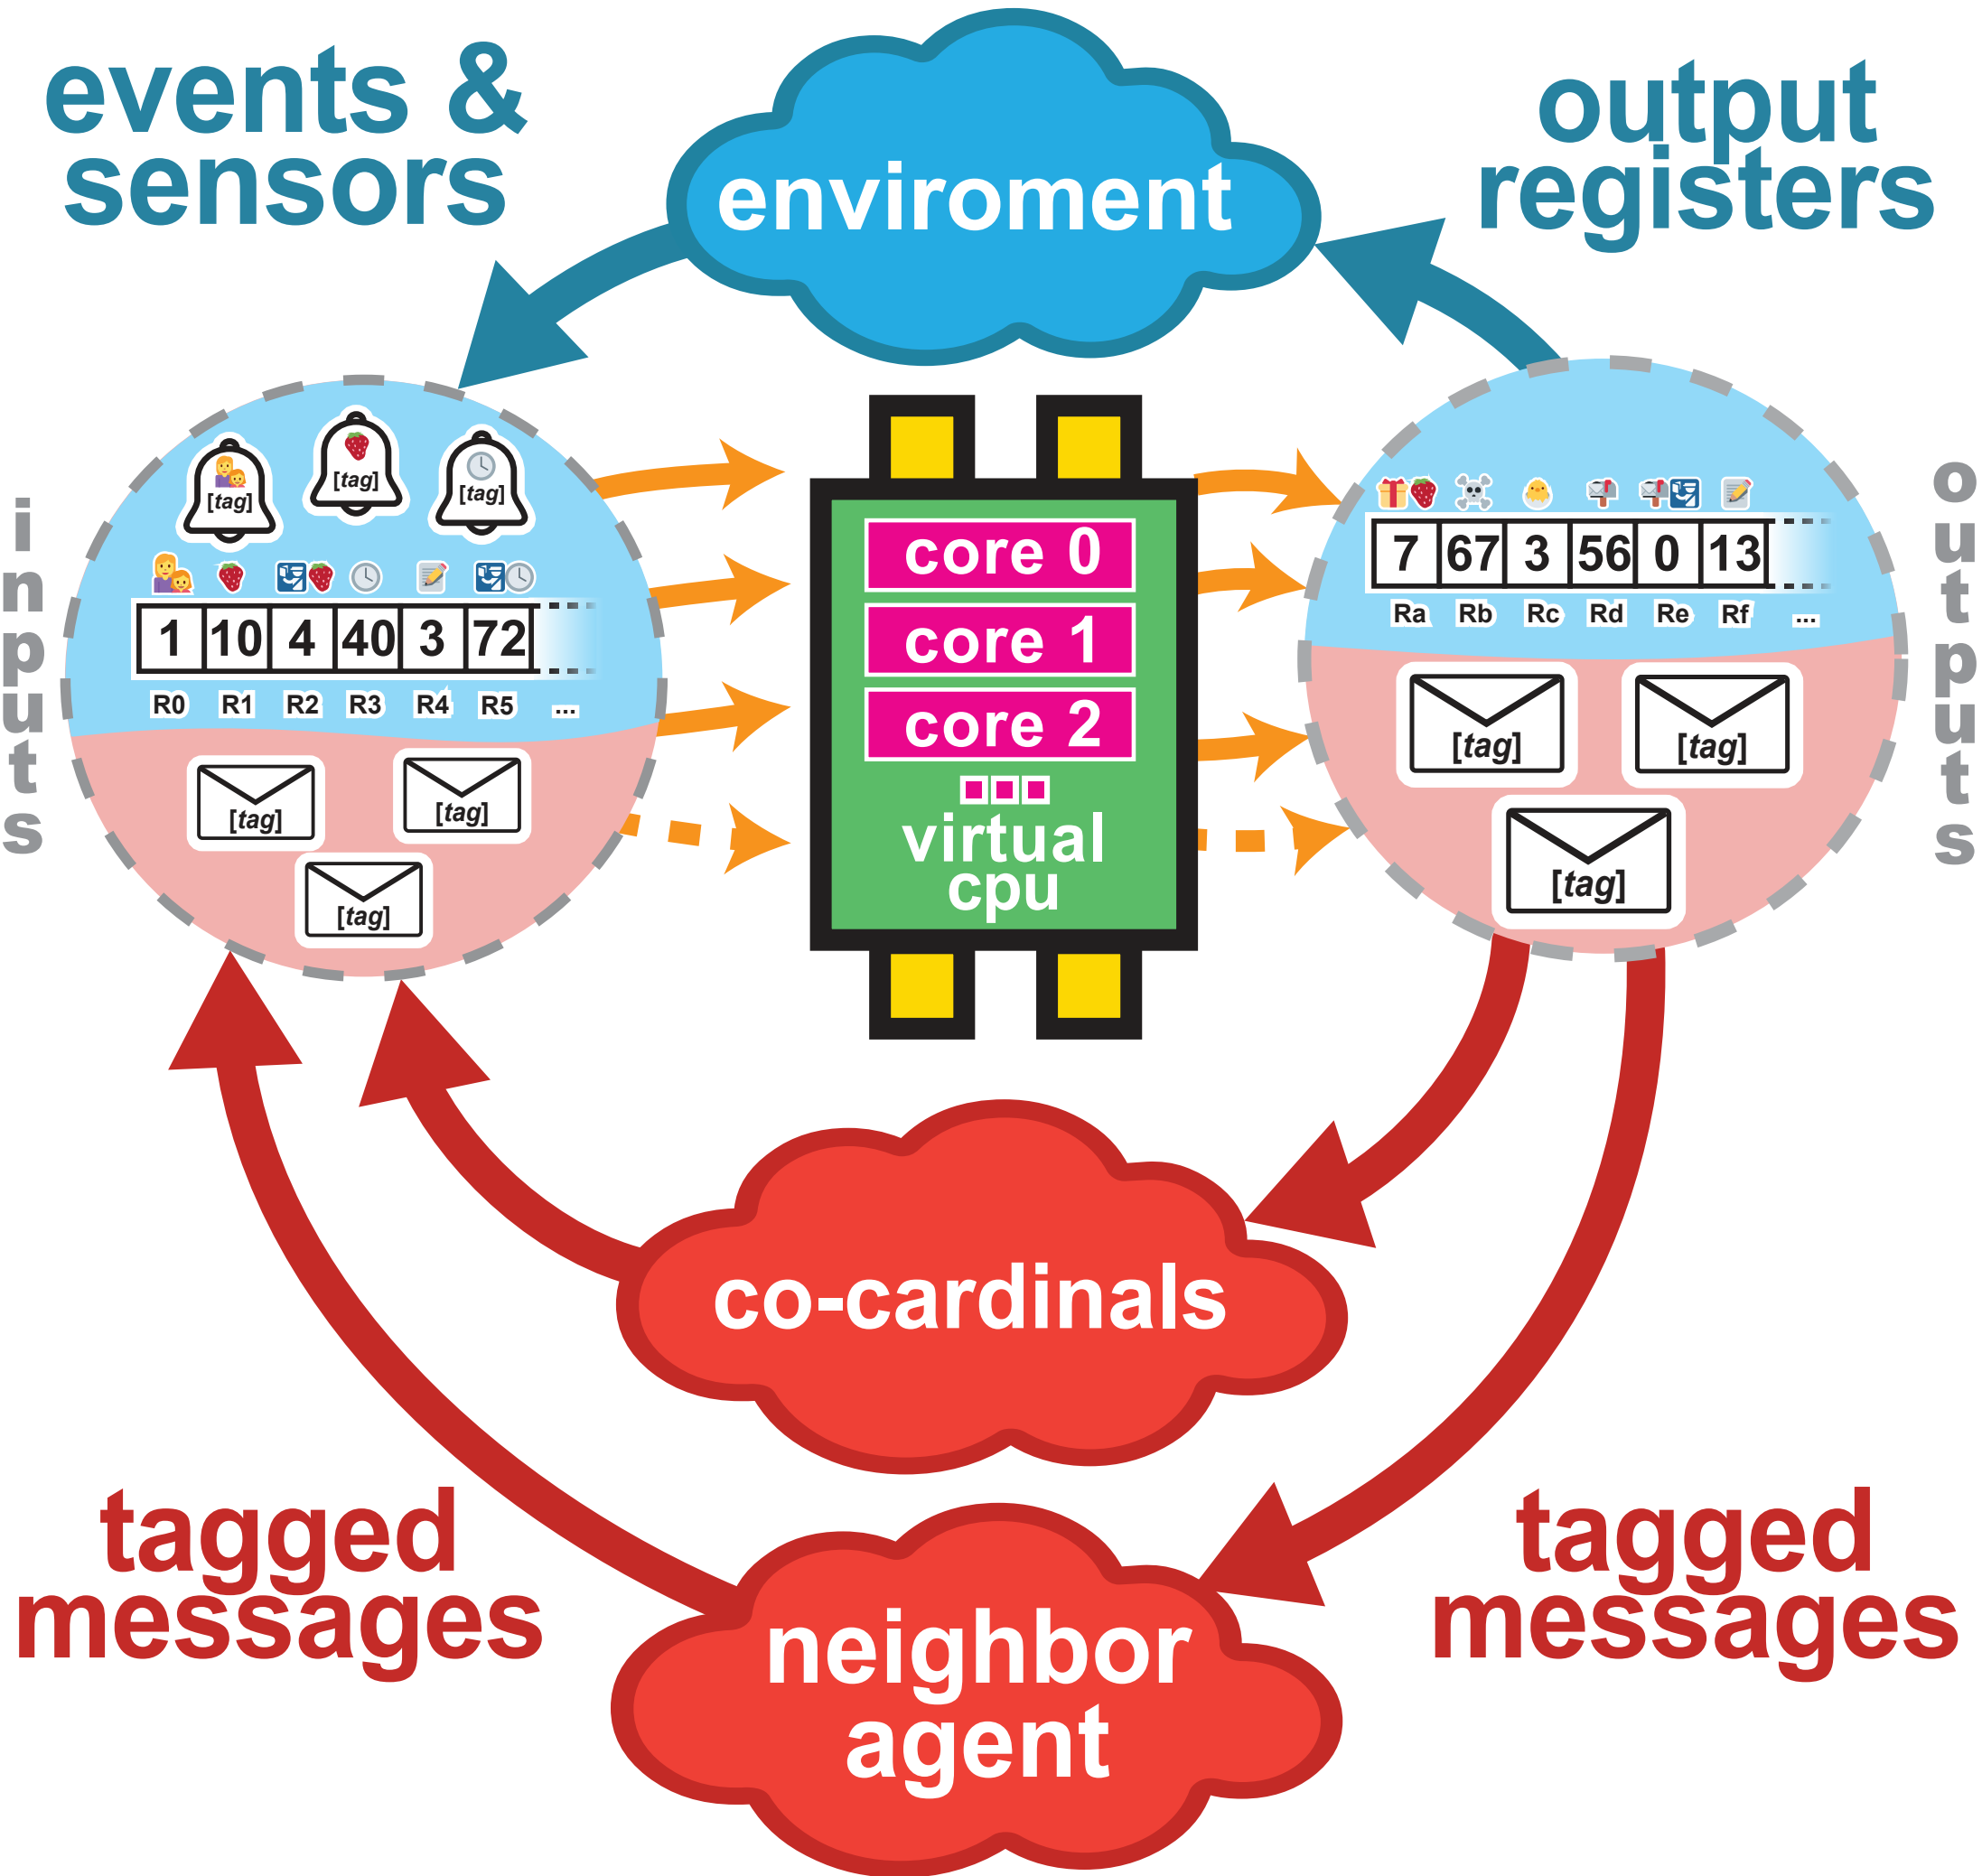 events &
sensors
enviroment
output
registers
inputs
[tag]
[tag]
[tag]
1 10 4 40 3 72
R0 R1 R2 R3 R4 R5 ...
[tag]
[tag]
[tag]
core 0
core 1
core 2
virtual
cpu
7 67 3 56 0 13
Ra Rb Rc Rd Re Rf ...
[tag]
[tag]
[tag]
outputs
co-cardinals
tagged
messages
neighbor
agent
tagged
messages